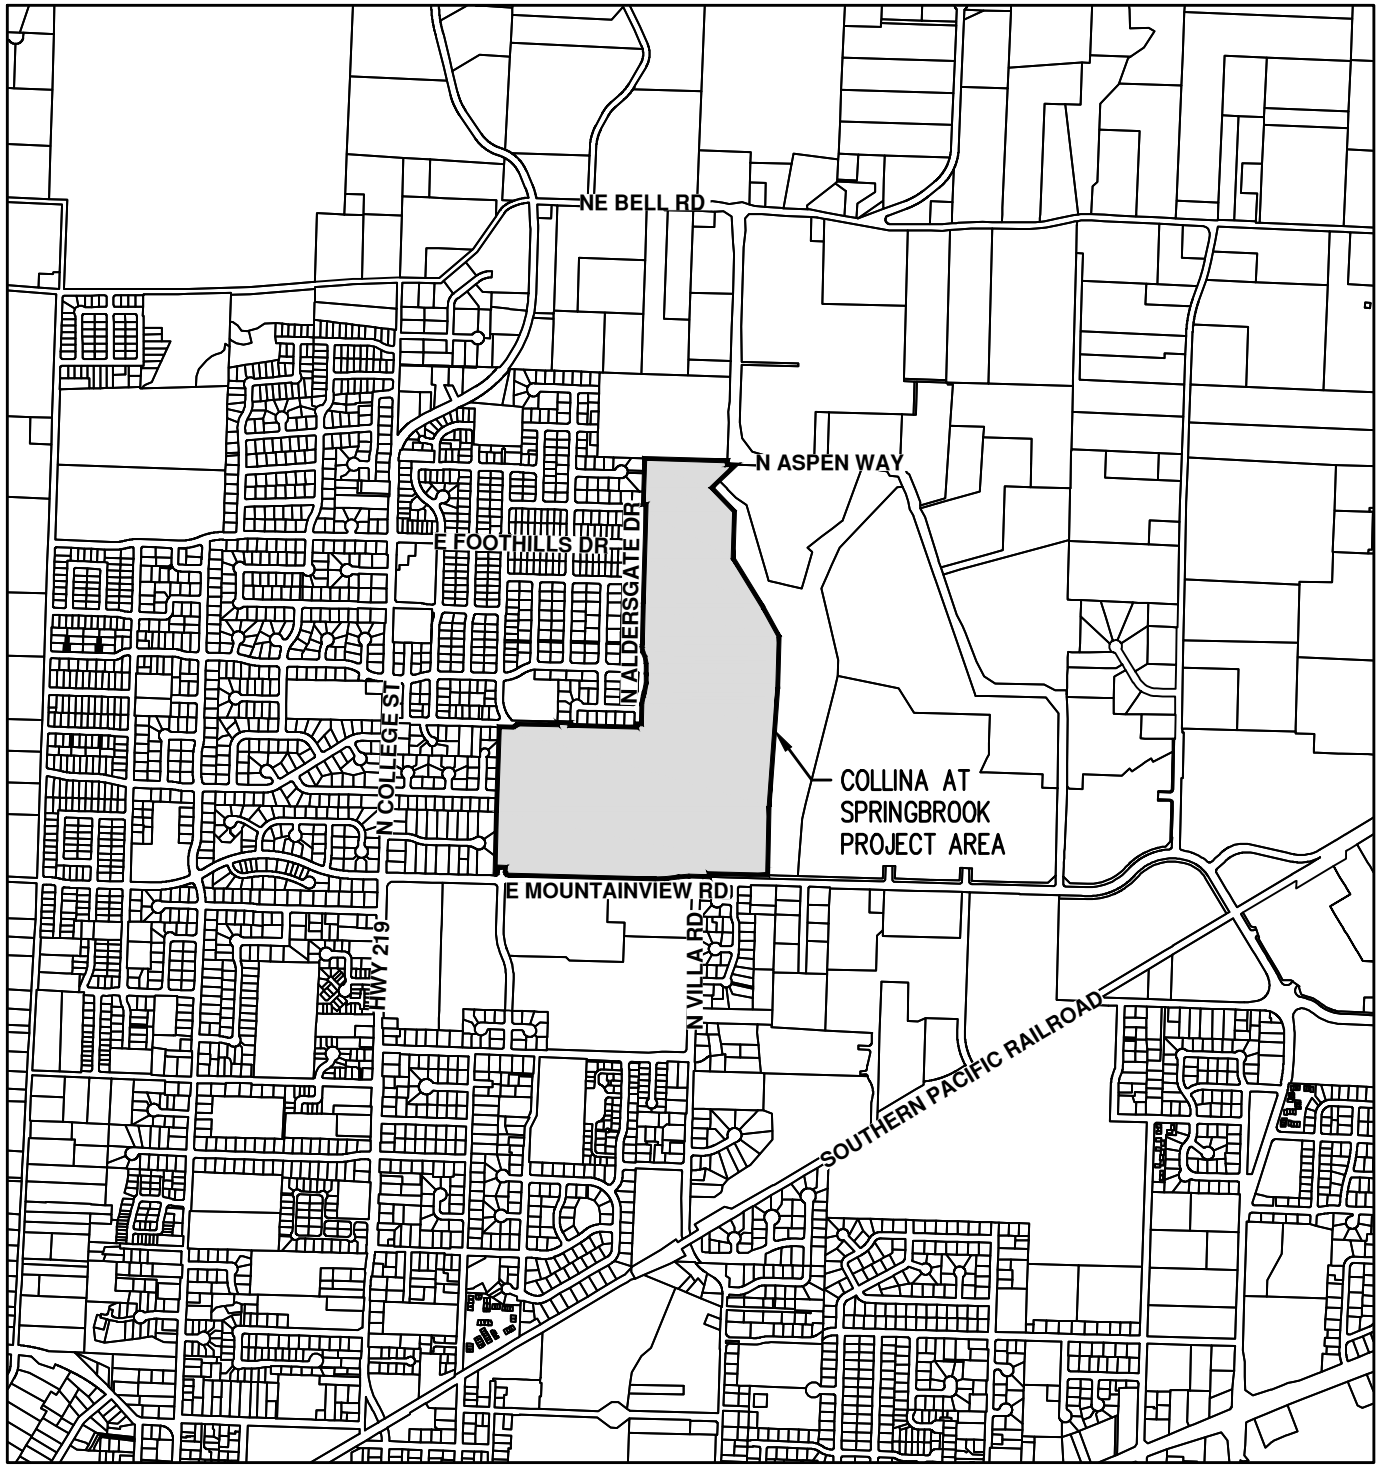 NE BELL RD
N ASPEN WAY
E FOOTHILLS DR
N ALDERSGATE DR
N COLLEGE ST
COLLINA AT
SPRINGBROOK
PROJECT AREA
E MOUNTAINVIEW RD
HWY 219
N VILLA RD
SOUTHERN PACIFIC RAILROAD